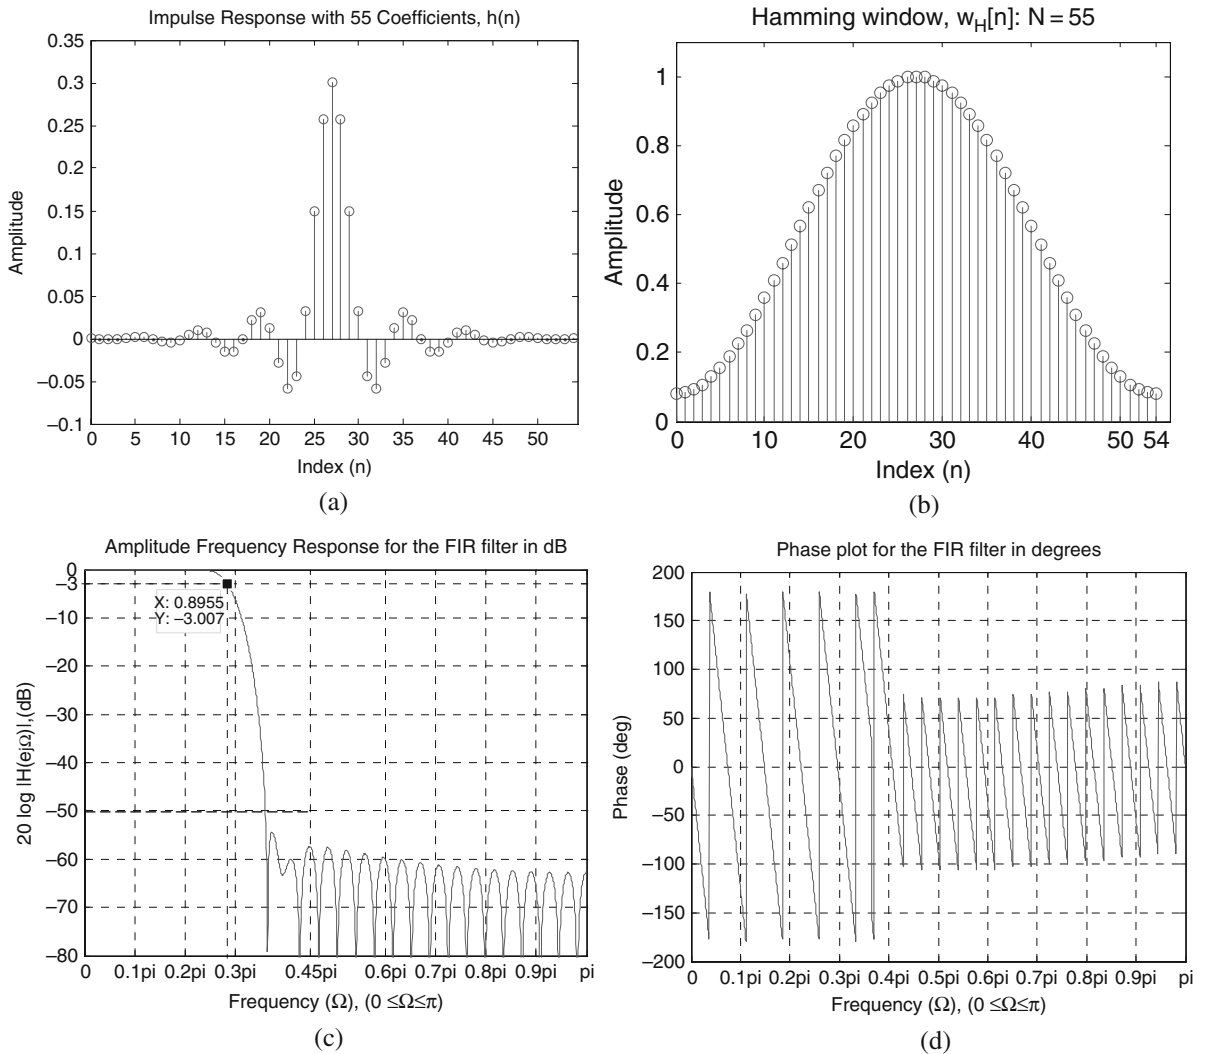 Impulse Response with 55 Coefficients, h(n)
0.35
0.3
0.25
0.2
0.15
0.1
0.05
0
−0.05
−0.1
Amplitude
0 5 10 15 20 25 30 35 40 45 50
Index (n)
(a)
Hamming window, w_H[n]: N = 55
1
0.8
0.6
0.4
0.2
0
Amplitude
0 10 20 30 40 50 54
Index (n)
(b)
Amplitude Frequency Response for the FIR filter in dB
0
−3
−10
−20
−30
−40
−50
−60
−70
−80
20 log |H(ejΩ)),(dB)
X: 0.8955
Y: −3.007
0 0.1pi 0.2pi 0.3pi 0.45pi 0.6pi 0.7pi 0.8pi 0.9pi pi
Frequency (Ω), (0 ≤Ω≤π)
(c)
Phase plot for the FIR filter in degrees
200
150
100
50
0
−50
−100
−150
−200
Phase (deg)
0 0.1pi 0.2pi 0.3pi 0.4pi 0.5pi 0.6pi 0.7pi 0.8pi 0.9pi pi
Frequency (Ω), (0 ≤Ω≤π)
(d)